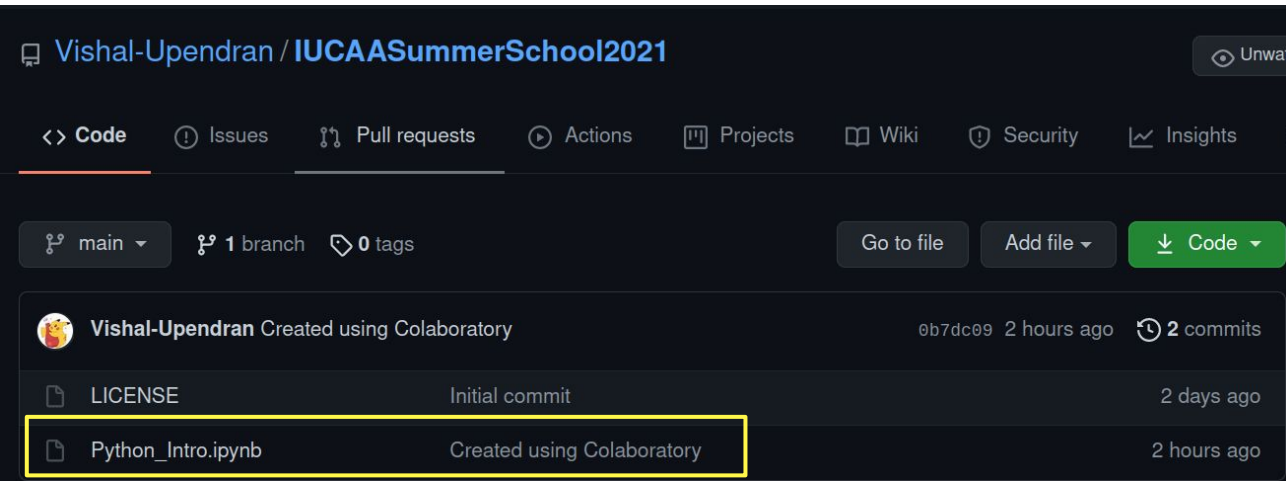 Vishal-Upendran / IUCAASummerSchool2021
Unwa
Code Issues Pull requests Actions Projects Wiki Security Insights
main 1 branch 0 tags Go to file Add file Code
Vishal-Upendran Created using Colaboratory 0b7dc09 2 hours ago 2 commits
LICENSE Initial commit 2 days ago
Python_Intro.ipynb Created using Colaboratory 2 hours ago